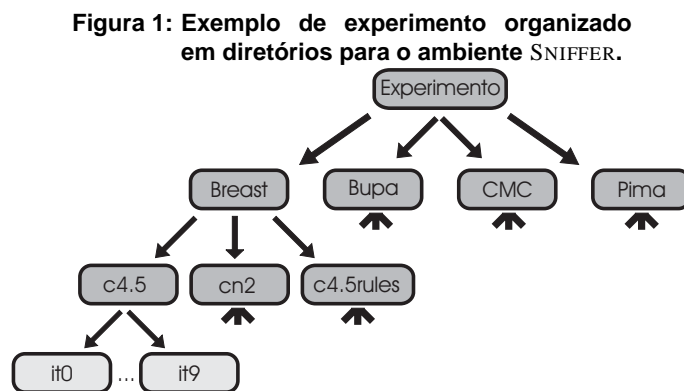 Figura 1: Exemplo de experimento organizado
em diretórios para o ambiente SNIFFER.
Experimento
Breast Bupa CMC Pima
c4.5 cn2 c4.5rules
it0 ... it9